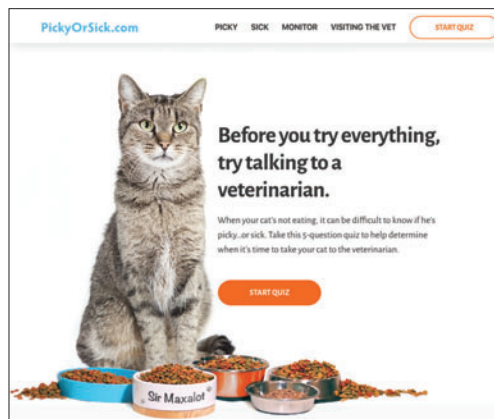 PickyOrSick.com
PICKY SICK MONITOR VISITING THE VET START QUIZ
Before you try everything,
try talking to a
veterinarian.
When your cat's not eating, it can be difficult to know if he's
picky..or sick. Take this 5-question quiz to help determine
when it's time to take your cat to the veterinarian.
START QUIZ
Sir Maxalot